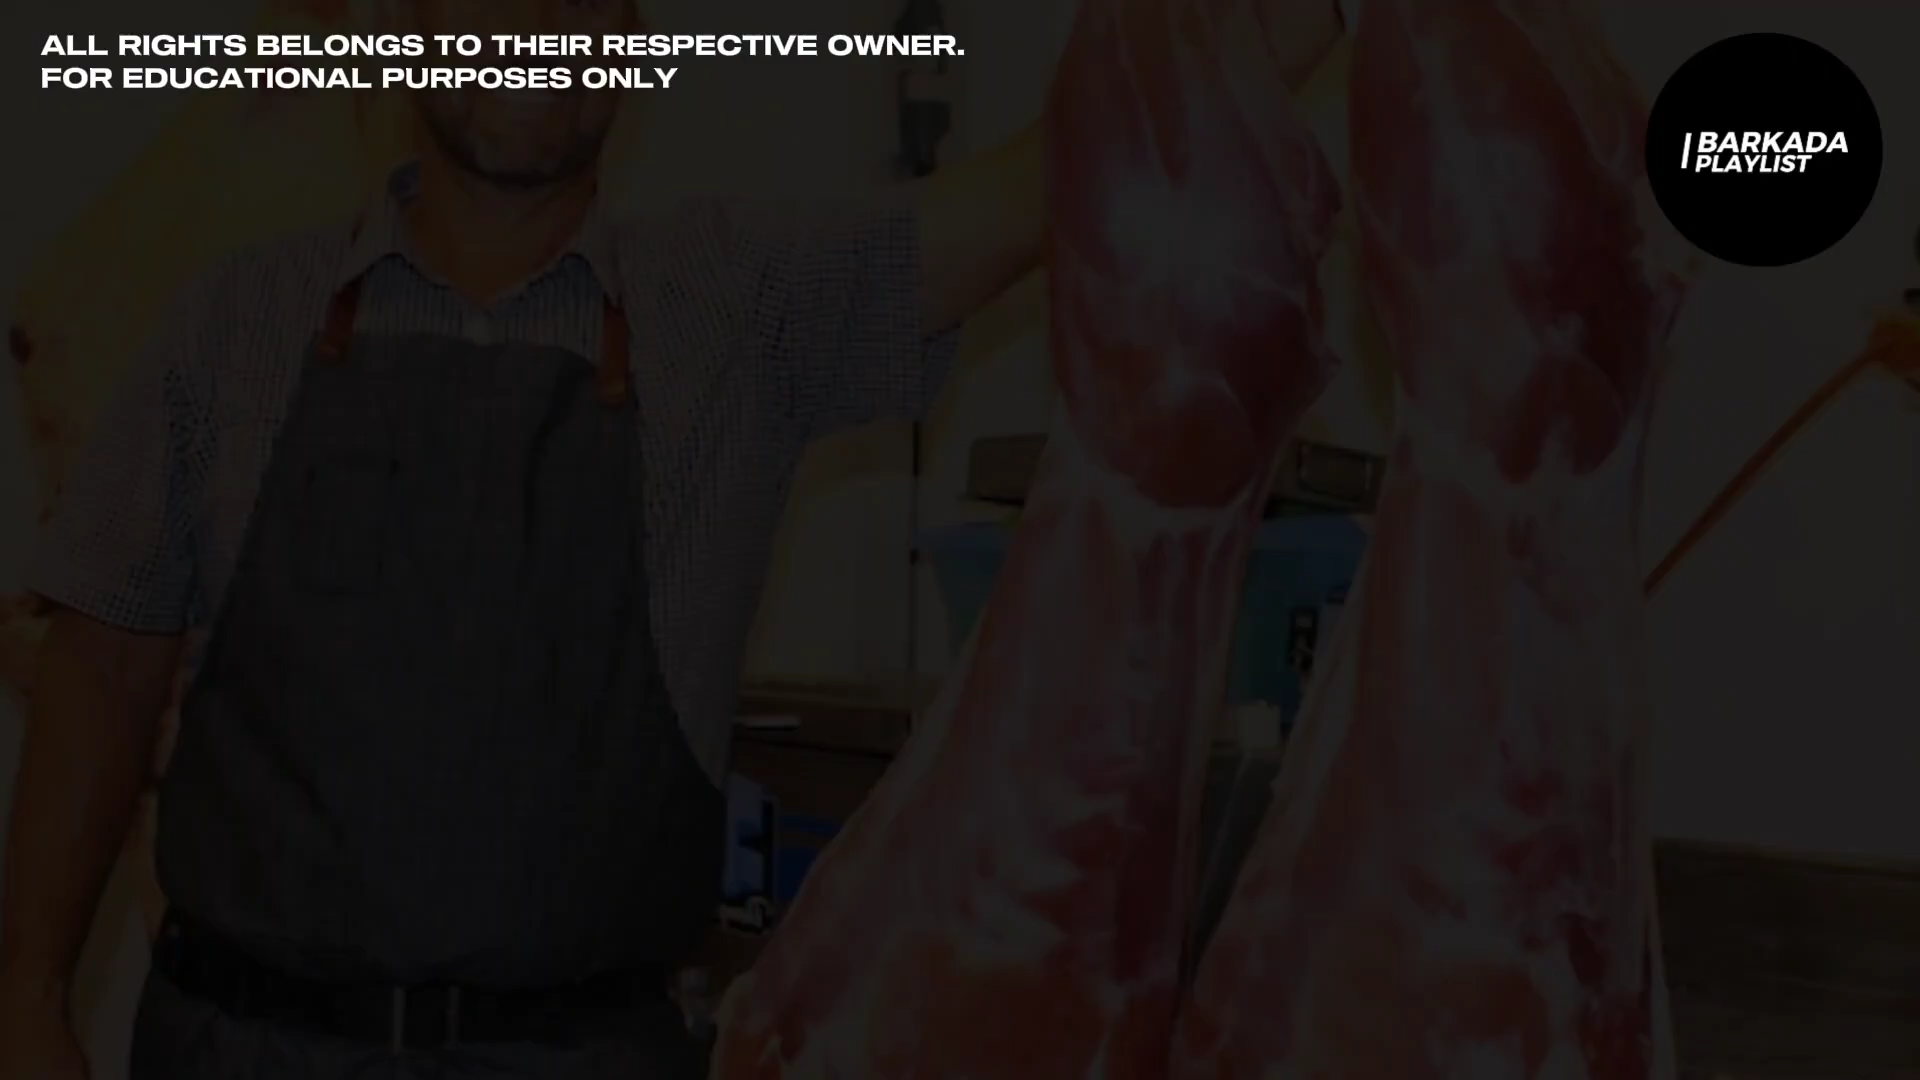 ALL RIGHTS BELONGS TO THEIR RESPECTIVE OWNER.
FOR EDUCATIONAL PURPOSES ONLY
BARKADA
PLAYLIST